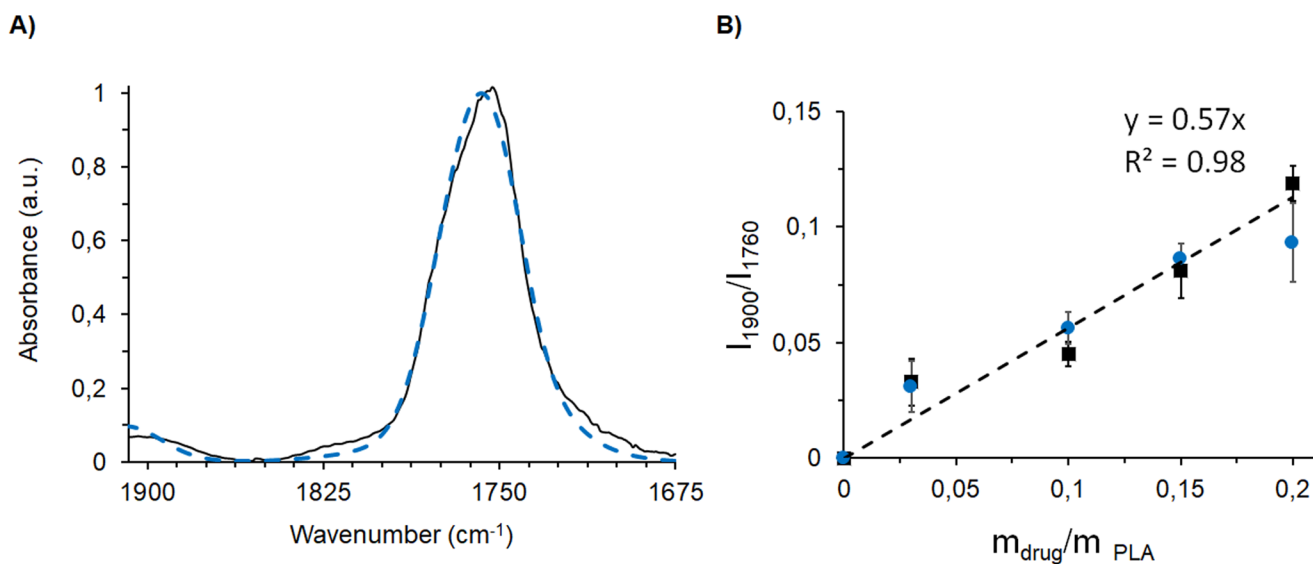 A)
Absorbance (a.u.)
1
0,8
0,6
0,4
0,2
0
1900 1825 1750 1675
Wavenumber (cm⁻¹)
B)
y = 0.57x
R² = 0.98
I₁₉₀₀/I₁₇₆₀
0,15
0,1
0,05
0
0 0,05 0,1 0,15 0,2
m_drug/m_PLA